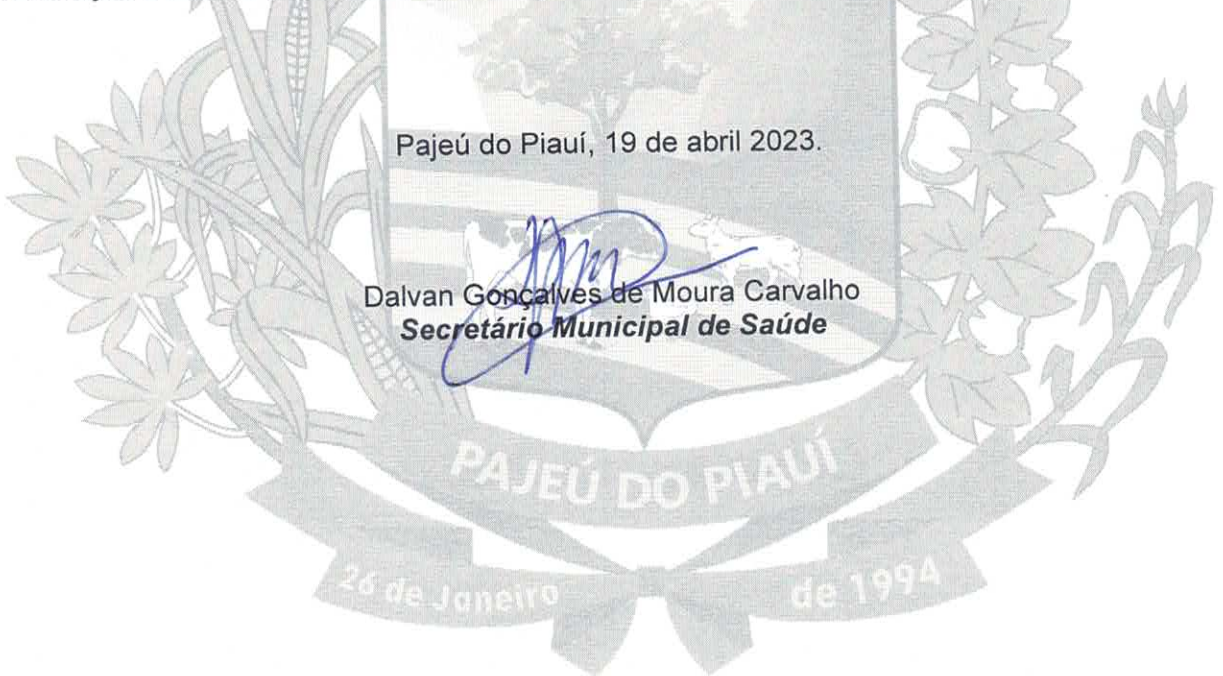 Pajeú do Piauí, 19 de abril 2023.
Dalvan Gonçalves de Moura Carvalho
Secretário Municipal de Saúde
PAJEÚ DO PIAUÍ
26 de Janeiro de 1994